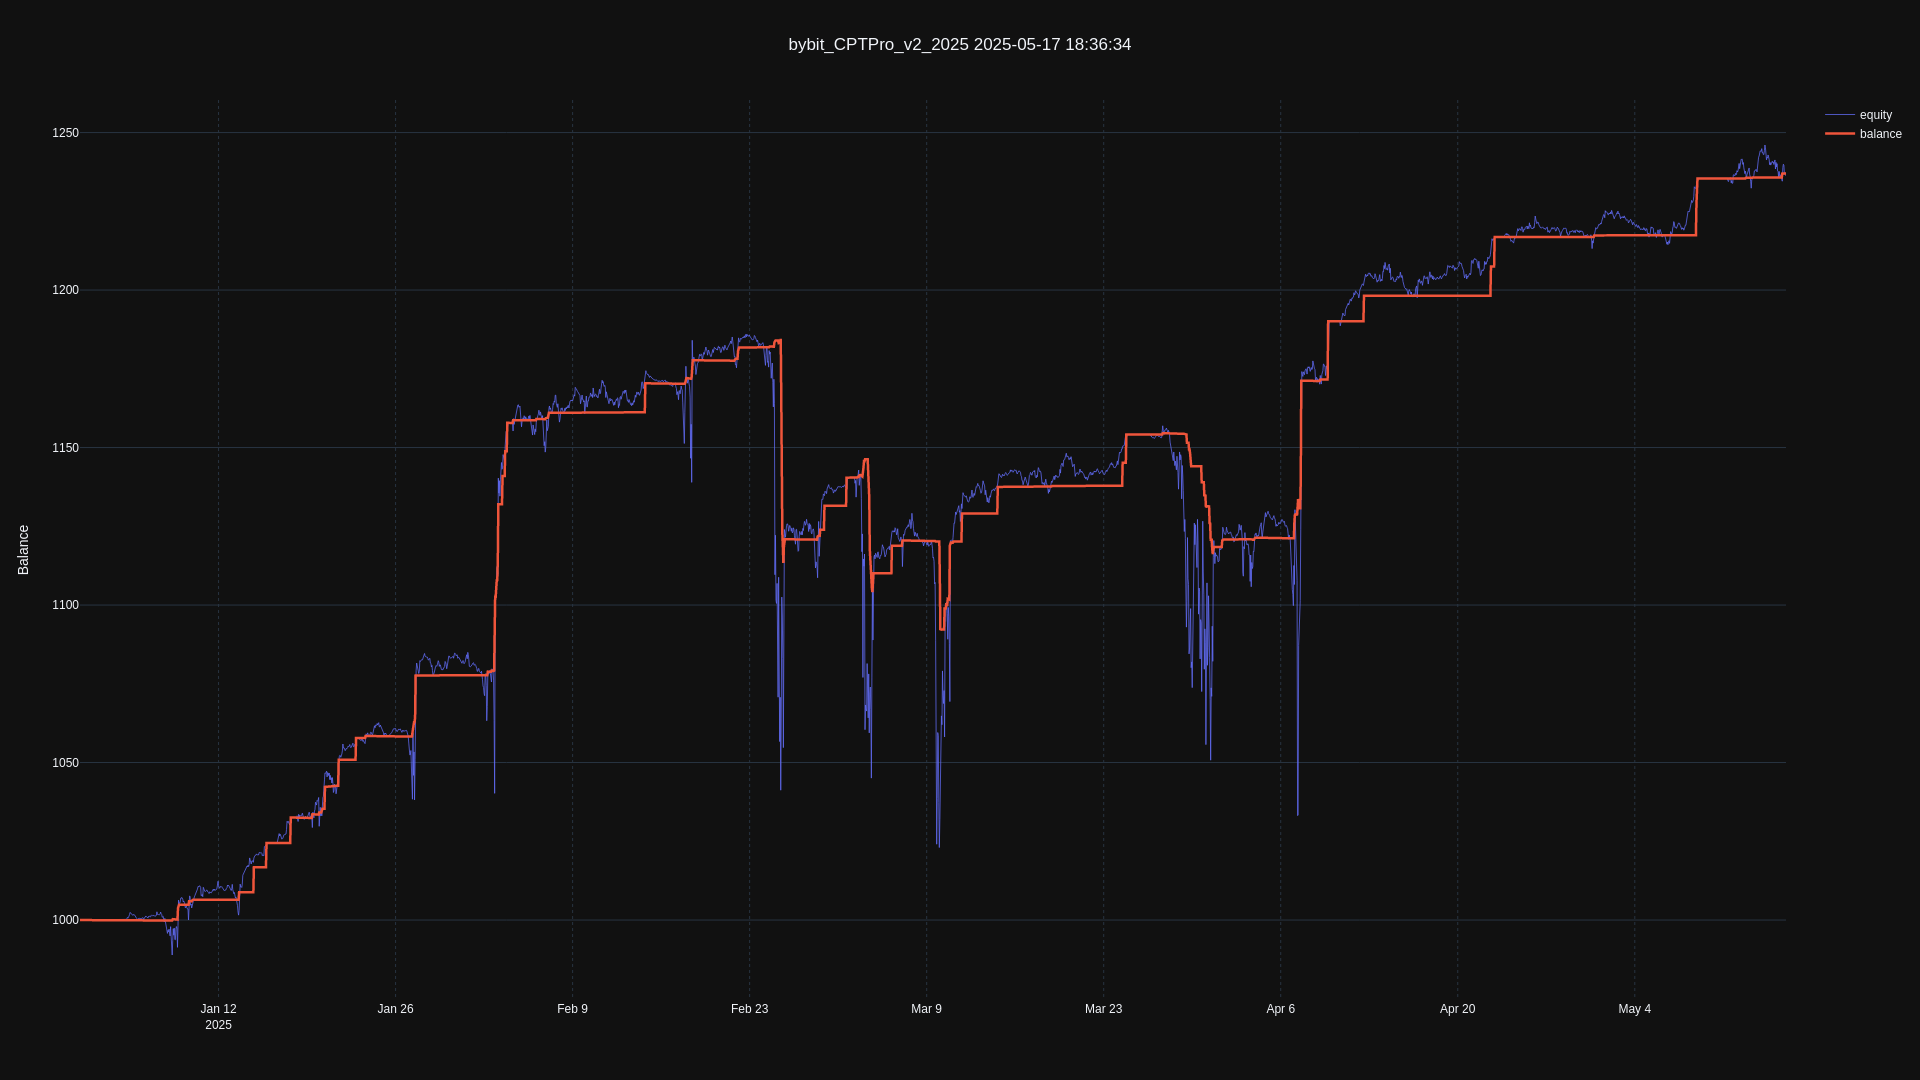 bybit_CPTPro_v2_2025 2025-05-17 18:36:34
equity
balance
1250
1200
1150
1100
1050
1000
Balance
Jan 12
2025
Jan 26
Feb 9
Feb 23
Mar 9
Mar 23
Apr 6
Apr 20
May 4